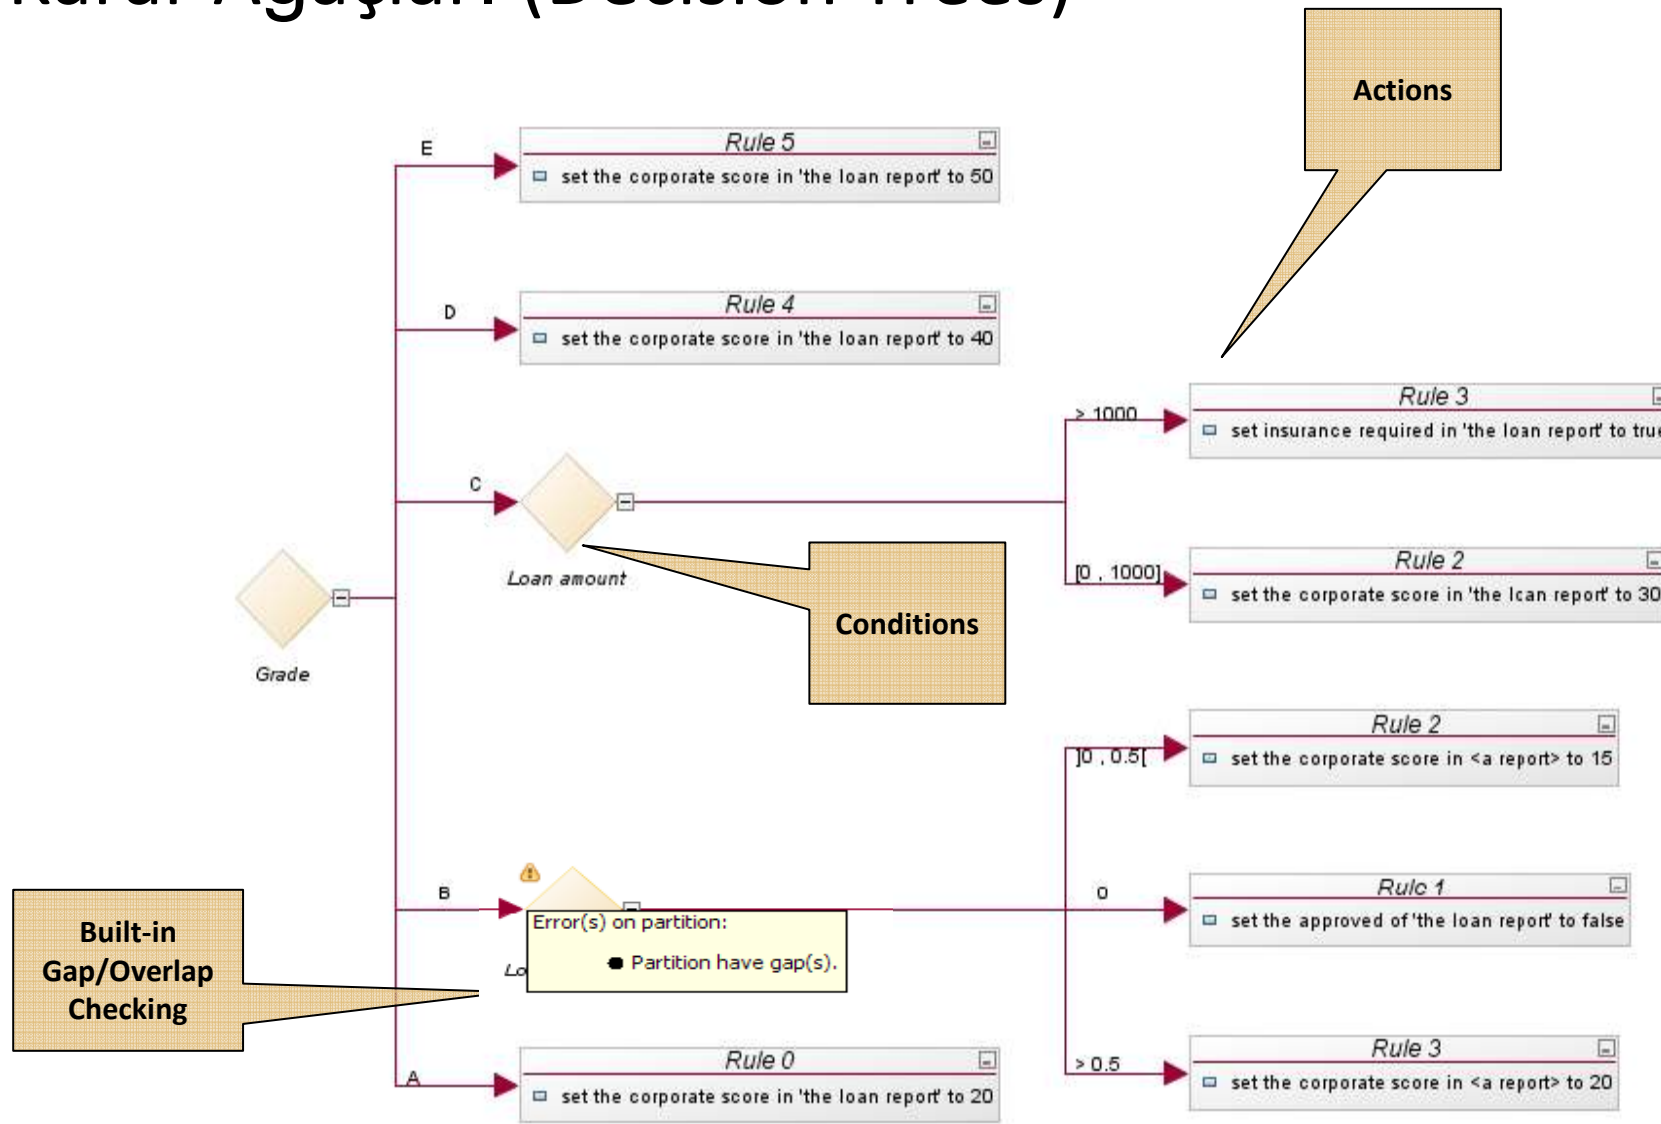 Karar Ağaçları (Decision Trees)
Actions
E
Rule 5
set the corporate score in 'the loan report' to 50
D
Rule 4
set the corporate score in 'the loan report' to 40
> 1000
Rule 3
set insurance required in 'the loan report' to true
C
Loan amount
[0 , 1000]
Rule 2
set the corporate score in 'the loan report' to 30
Conditions
Grade
]0 , 0.5[
Rule 2
set the corporate score in <a report> to 15
B
Error(s) on partition:
Partition have gap(s).
Lo
0
Rule 1
set the approved of 'the loan report' to false
Built-in
Gap/Overlap
Checking
> 0.5
Rule 3
set the corporate score in <a report> to 20
A
Rule 0
set the corporate score in 'the loan report' to 20